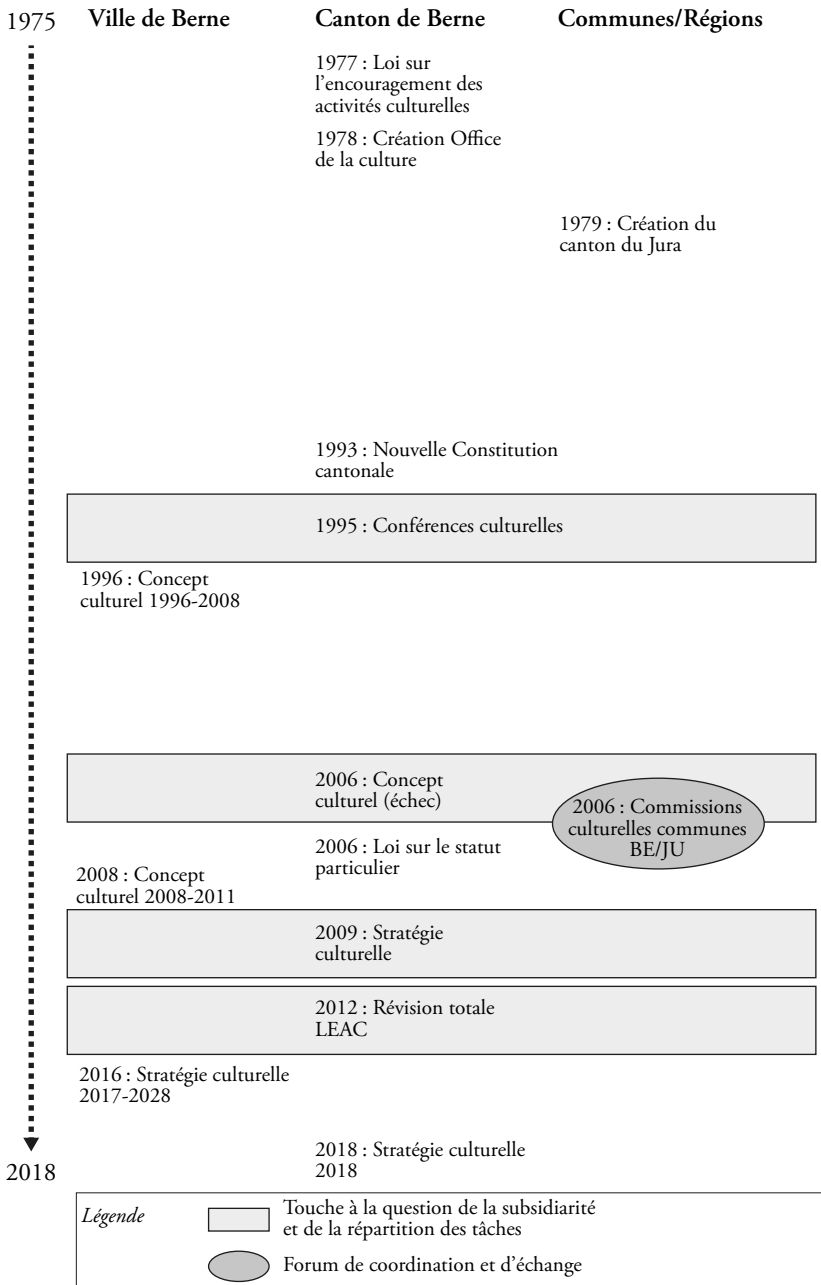 1975 Ville de Berne Canton de Berne Communes/Régions
1977 : Loi sur
l'encouragement des
activités culturelles
1978 : Création Office
de la culture
1979 : Création du
canton du Jura
1993 : Nouvelle Constitution
cantonale
1995 : Conférences culturelles
1996 : Concept
culturel 1996-2008
2006 : Concept
culturel (échec)
2006 : Commissions
culturelles communes
BE/JU
2006 : Loi sur le statut
particulier
2008 : Concept
culturel 2008-2011
2009 : Stratégie
culturelle
2012 : Révision totale
LEAC
2016 : Stratégie culturelle
2017-2028
2018 : Stratégie culturelle
2018
2018
Légende
Touche à la question de la subsidiarité
et de la répartition des tâches
Forum de coordination et d'échange